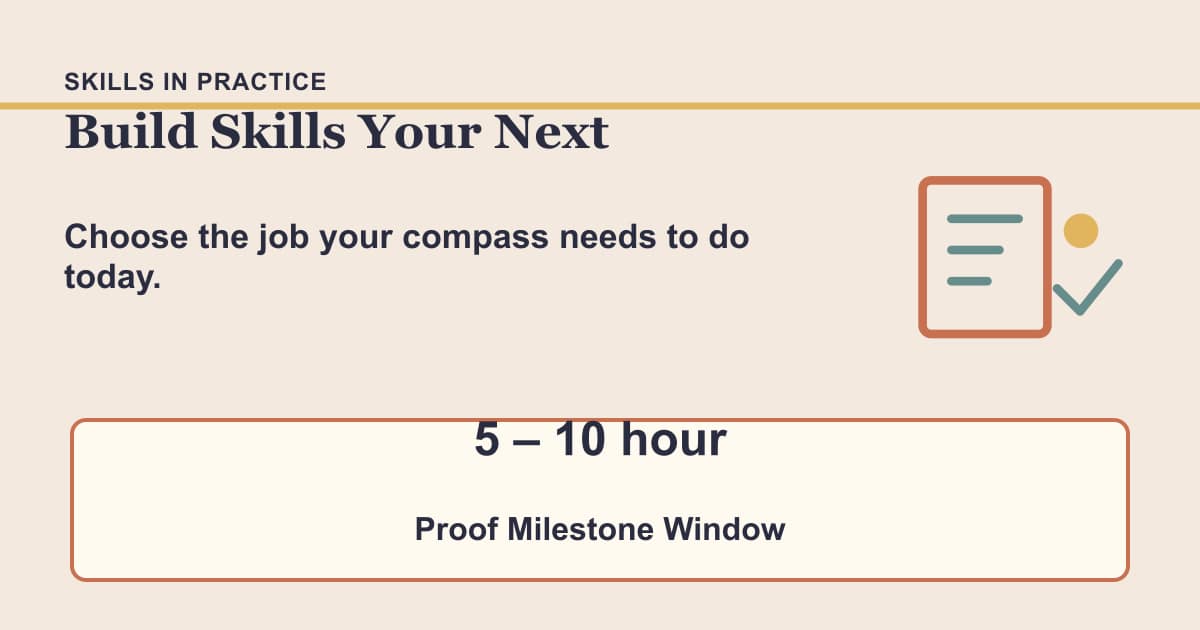 SKILLS IN PRACTICE
Build Skills Your Next
Choose the job your compass needs to do
today.
5 – 10 hour
Proof Milestone Window